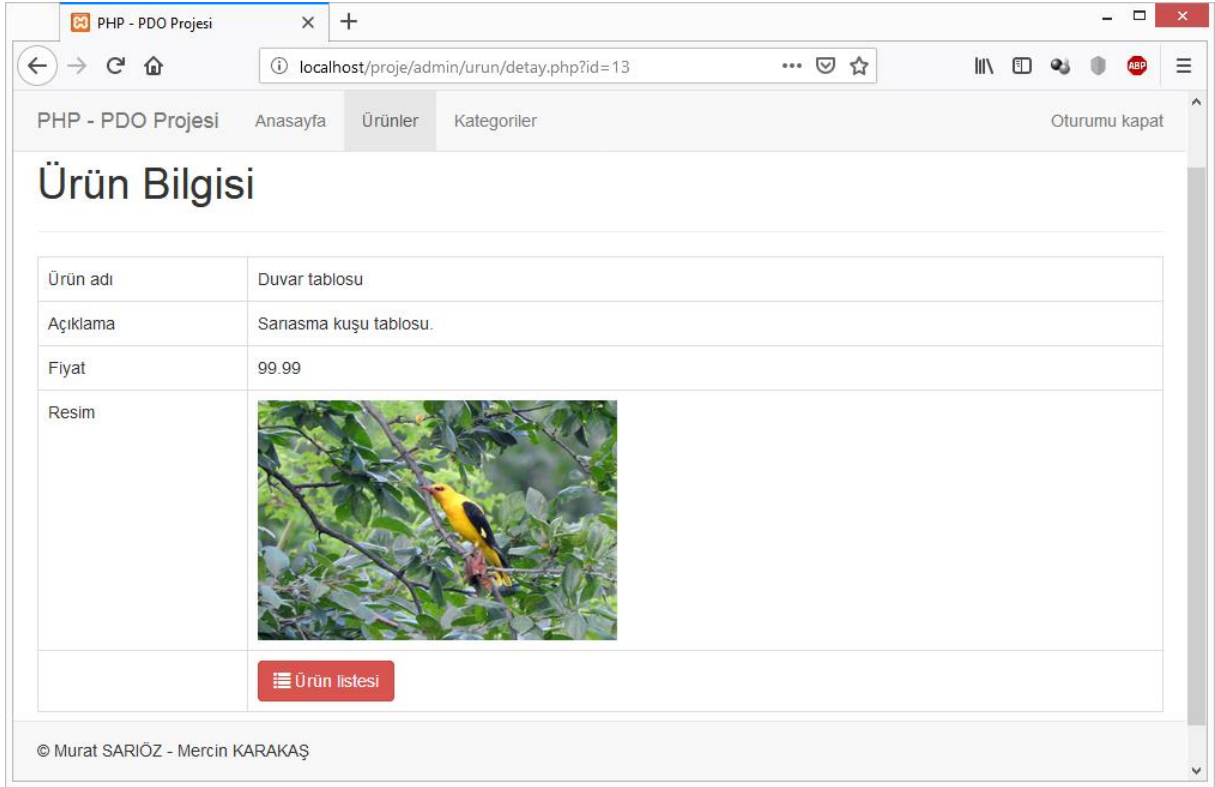 PHP - PDO Projesi
localhost/proje/admin/urun/detay.php?id=13
ABP
PHP - PDO Projesi Anasayfa Ürünler Kategoriler Oturumu kapat
Ürün Bilgisi
Ürün adı Duvar tablosu
Açıklama Sarıasma kuşu tablosu.
Fiyat 99.99
Resim
Ürün listesi
© Murat SARIÖZ - Mercin KARAKAŞ